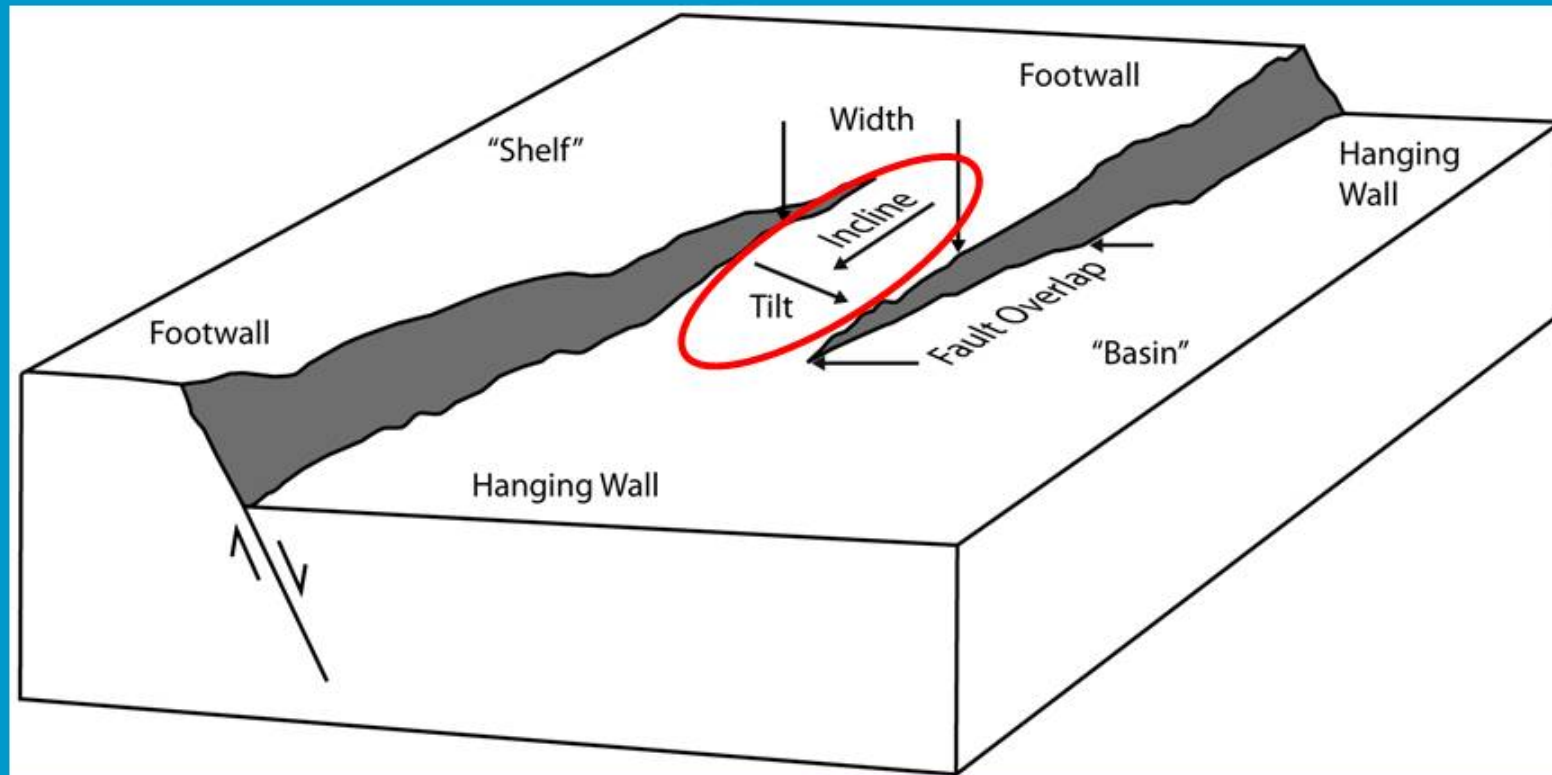 Footwall
Width
"Shelf"
Hanging
Wall
Incline
Tilt
Fault Overlap
Footwall
"Basin"
Hanging Wall